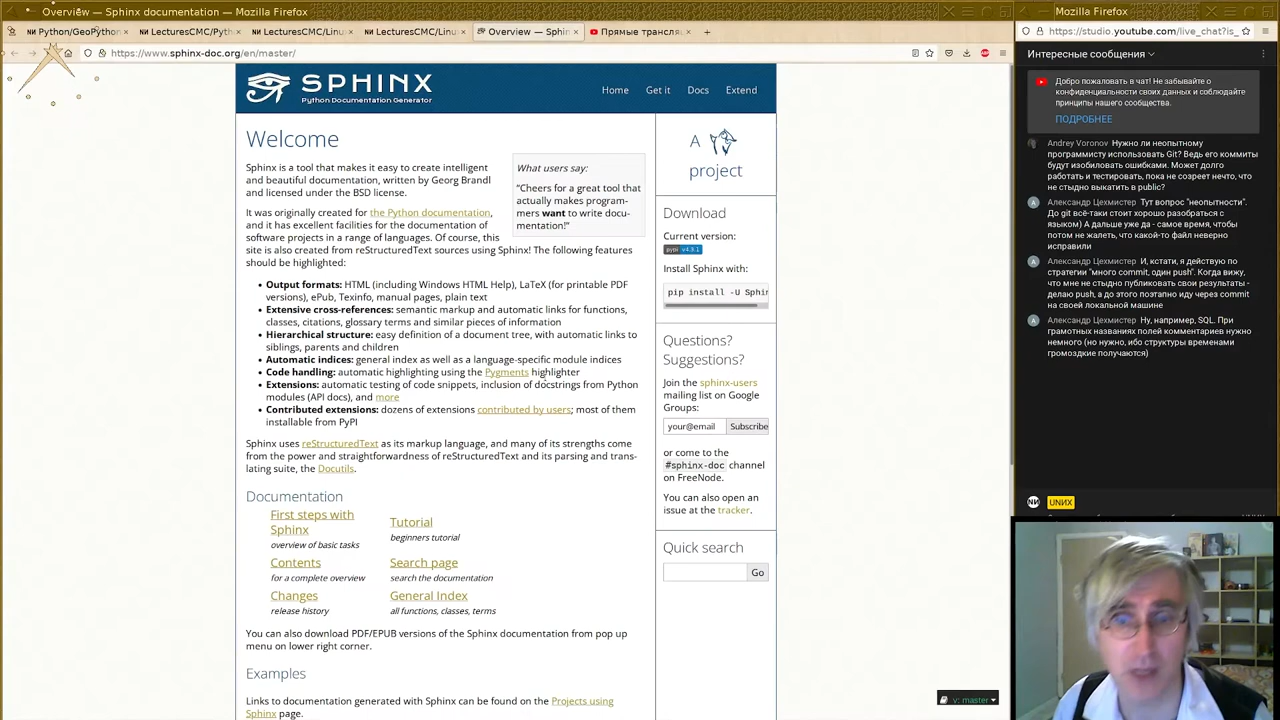 Overview — Sphinx documentation — Mozilla Firefox
Python/GeoPython
LecturesCMC/Pyth
LecturesCMC/Linu
LecturesCMC/Linu
Overview — Sphin
Прямые трансляц
https://www.sphinx-doc.org/en/master/
SPHINX
Python Documentation Generator
Home Get it Docs Extend
Welcome
Sphinx is a tool that makes it easy to create intelligent
and beautiful documentation, written by Georg Brandl
and licensed under the BSD license.
What users say:
“Cheers for a great tool that
actually makes program-
mers want to write docu-
mentation!”
It was originally created for the Python documentation,
and it has excellent facilities for the documentation of
software projects in a range of languages. Of course, this
site is also created from reStructuredText sources using Sphinx! The following features
should be highlighted:
Output formats: HTML (including Windows HTML Help), LaTeX (for printable PDF
versions), ePub, Texinfo, manual pages, plain text
Extensive cross-references: semantic markup and automatic links for functions,
classes, citations, glossary terms and similar pieces of information
Hierarchical structure: easy definition of a document tree, with automatic links to
siblings, parents and children
Automatic indices: general index as well as a language-specific module indices
Code handling: automatic highlighting using the Pygments highlighter
Extensions: automatic testing of code snippets, inclusion of docstrings from Python
modules (API docs), and more
Contributed extensions: dozens of extensions contributed by users; most of them
installable from PyPI
Sphinx uses reStructuredText as its markup language, and many of its strengths come
from the power and straightforwardness of reStructuredText and its parsing and trans-
lating suite, the Docutils.
Documentation
First steps with
Sphinx
overview of basic tasks
Tutorial
beginners tutorial
Contents
for a complete overview
Search page
search the documentation
Changes
release history
General Index
all functions, classes, terms
You can also download PDF/EPUB versions of the Sphinx documentation from pop up
menu on lower right corner.
Examples
Links to documentation generated with Sphinx can be found on the Projects using
Sphinx page.
A
project
Download
Current version:
pypi v4.3.1
Install Sphinx with:
pip install -U Sphin
Questions?
Suggestions?
Join the sphinx-users
mailing list on Google
Groups:
your@email Subscribe
or come to the
#sphinx-doc channel
on FreeNode.
You can also open an
issue at the tracker.
Quick search
Go
v: master
Mozilla Firefox
https://studio.youtube.com/live_chat?is_
Интересные сообщения
Добро пожаловать в чат! Не забывайте о
конфиденциальности своих данных и соблюдайте
принципы нашего сообщества.
ПОДРОБНЕЕ
Andrey Voronov Нужно ли неопытному
программисту использовать Git? Ведь его коммиты
будут изобиловать ошибками. Может долго
работать и тестировать, пока не созреет нечто, что
не стыдно выкатить в public?
Александр Цехмистер Тут вопрос "неопытности".
До git всё-таки стоит хорошо разобраться с
языком) А дальше уже да - самое время, чтобы
потом не жалеть, что какой-то файл неверно
исправили
Александр Цехмистер И, кстати, я действую по
стратегии "много commit, один push". Когда вижу,
что мне не стыдно публиковать свои результаты -
делаю push, а до этого поэтапно иду через commit
на своей локальной машине
Александр Цехмистер Ну, например, SQL. При
грамотных названиях полей комментариев нужно
немного (но нужно, ибо структуры временами
громоздкие получаются)
UNИX